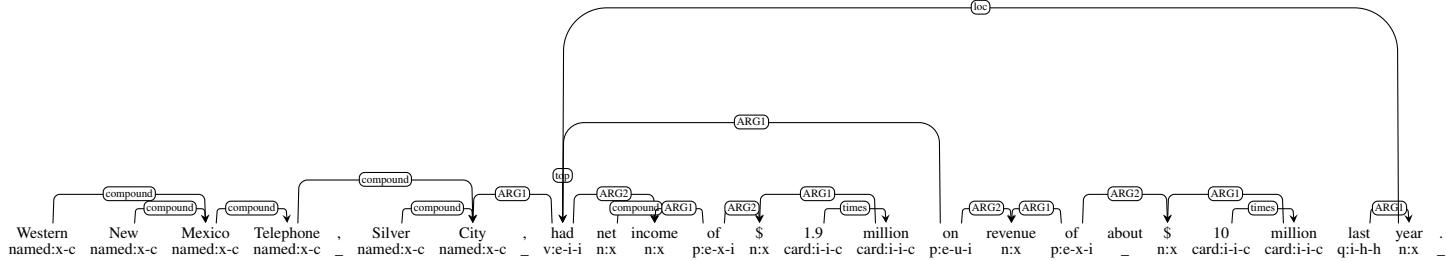 loc
ARG1
top
compound
compound ARG1 ARG2 ARG1 ARG2 ARG1
compound compound compound compound ARG1 ARG2 times ARG2 ARG1 times ARG1
Western New Mexico Telephone , Silver City , had net income of $ 1.9 million on revenue of about $ 10 million last year .
named:x-c named:x-c named:x-c named:x-c _ named:x-c named:x-c _ v:e-i-i n:x n:x p:e-x-i n:x card:i-i-c card:i-i-c p:e-u-i n:x p:e-x-i _ n:x card:i-i-c card:i-i-c q:i-h-h n:x _